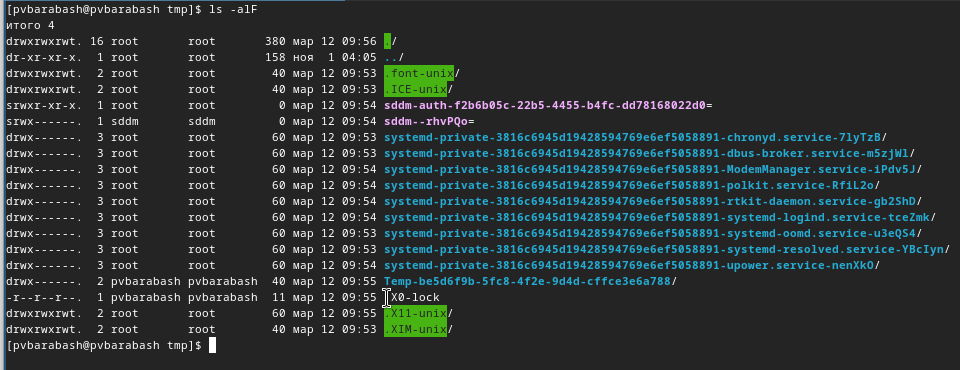 [pvbarabash@pvbarabash tmp]$ ls -alF
итого 4
drwxrwxrwt. 16 root       root       380 мар 12 09:56 ./
dr-xr-xr-x.  1 root       root       158 ноя  1 04:05 ../
drwxrwxrwt.  2 root       root        40 мар 12 09:53 .font-unix/
drwxrwxrwt.  2 root       root        40 мар 12 09:53 .ICE-unix/
srwxr-xr-x.  1 root       root         0 мар 12 09:54 sddm-auth-f2b6b05c-22b5-4455-b4fc-dd78168022d0=
srwx------.  1 sddm       sddm         0 мар 12 09:54 sddm--rhvPQo=
drwx------.  3 root       root        60 мар 12 09:53 systemd-private-3816c6945d19428594769e6ef5058891-chronyd.service-7lyTzB/
drwx------.  3 root       root        60 мар 12 09:53 systemd-private-3816c6945d19428594769e6ef5058891-dbus-broker.service-m5zjWl/
drwx------.  3 root       root        60 мар 12 09:54 systemd-private-3816c6945d19428594769e6ef5058891-ModemManager.service-iPdv5J/
drwx------.  3 root       root        60 мар 12 09:54 systemd-private-3816c6945d19428594769e6ef5058891-polkit.service-RfiL2o/
drwx------.  3 root       root        60 мар 12 09:54 systemd-private-3816c6945d19428594769e6ef5058891-rtkit-daemon.service-gb2ShD/
drwx------.  3 root       root        60 мар 12 09:54 systemd-private-3816c6945d19428594769e6ef5058891-systemd-logind.service-tceZmk/
drwx------.  3 root       root        60 мар 12 09:53 systemd-private-3816c6945d19428594769e6ef5058891-systemd-oomd.service-u3eQS4/
drwx------.  3 root       root        60 мар 12 09:53 systemd-private-3816c6945d19428594769e6ef5058891-systemd-resolved.service-YBcIyn/
drwx------.  3 root       root        60 мар 12 09:54 systemd-private-3816c6945d19428594769e6ef5058891-upower.service-nenXkO/
drwx------.  2 pvbarabash pvbarabash  40 мар 12 09:55 Temp-be5d6f9b-5fc8-4f2e-9d4d-cffce3e6a788/
-r--r--r--.  1 pvbarabash pvbarabash  11 мар 12 09:55 .X0-lock
drwxrwxrwt.  2 root       root        60 мар 12 09:55 .X11-unix/
drwxrwxrwt.  2 root       root        40 мар 12 09:53 .XIM-unix/
[pvbarabash@pvbarabash tmp]$